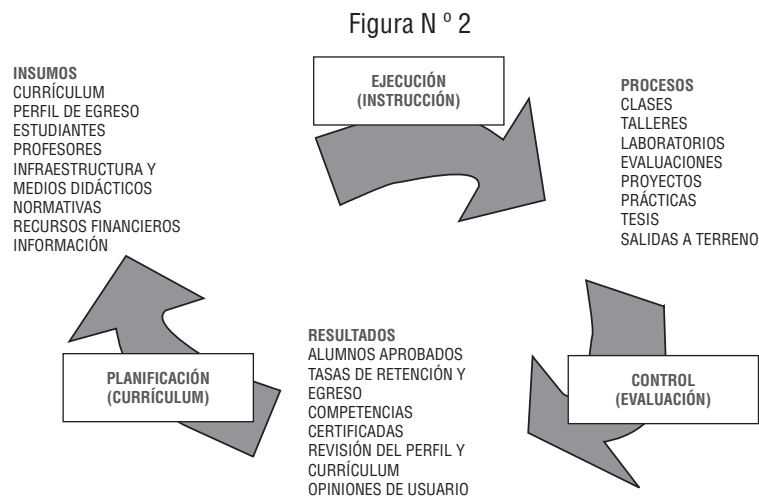 Figura N º 2
INSUMOS
CURRÍCULUM
PERFIL DE EGRESO
ESTUDIANTES
PROFESORES
INFRAESTRUCTURA Y
MEDIOS DIDÁCTICOS
NORMATIVAS
RECURSOS FINANCIEROS
INFORMACIÓN
EJECUCIÓN
(INSTRUCCIÓN)
PROCESOS
CLASES
TALLERES
LABORATORIOS
EVALUACIONES
PROYECTOS
PRÁCTICAS
TESIS
SALIDAS A TERRENO
PLANIFICACIÓN
(CURRÍCULUM)
RESULTADOS
ALUMNOS APROBADOS
TASAS DE RETENCIÓN Y
EGRESO
COMPETENCIAS
CERTIFICADAS
REVISIÓN DEL PERFIL Y
CURRÍCULUM
OPINIONES DE USUARIO
CONTROL
(EVALUACIÓN)